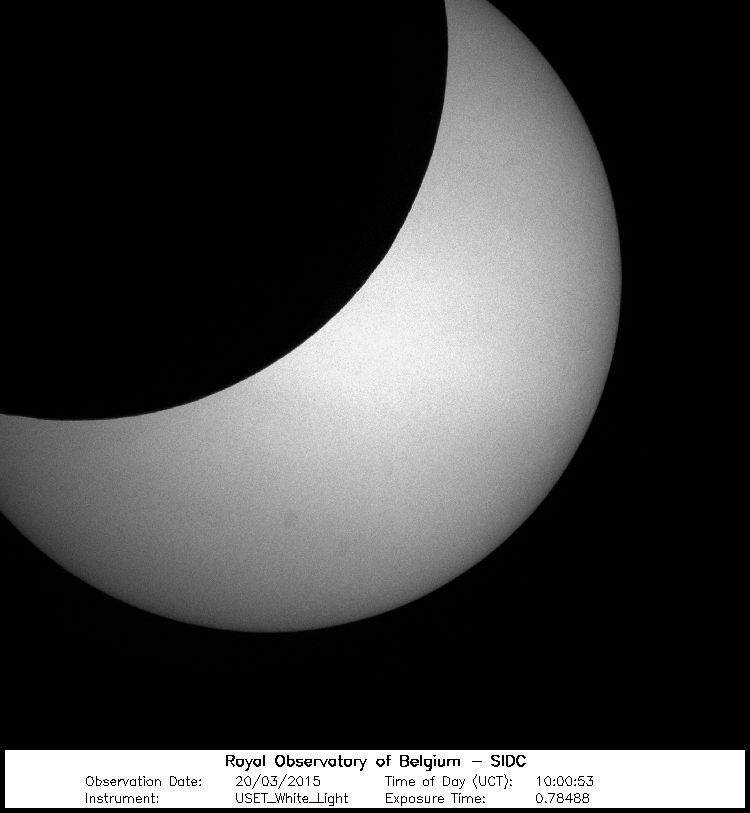 Royal Observatory of Belgium – SIDC
Observation Date: 20/03/2015 Time of Day (UCT): 10:00:53
Instrument: USET_White_Light Exposure Time: 0.78488